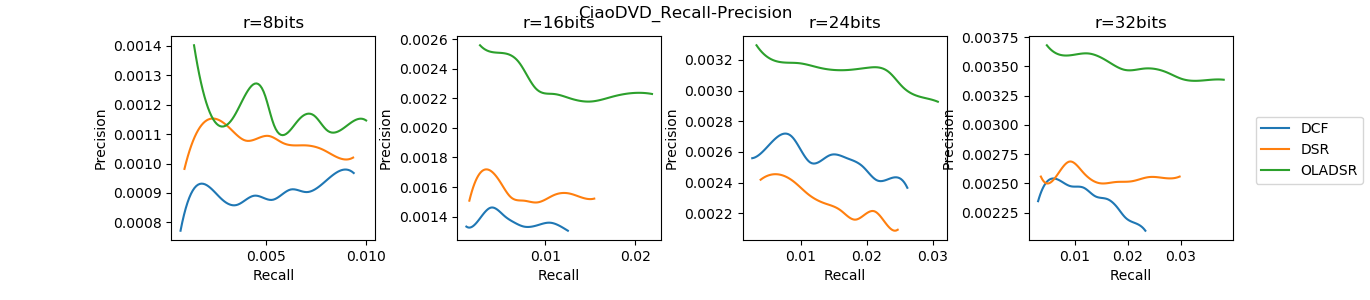 CiaoDVD_Recall-Precision
r=8bits
0.0014
0.0013
0.0012
0.0011
0.0010
0.0009
0.0008
Precision
0.005 0.010
Recall
r=16bits
0.0026
0.0024
0.0022
0.0020
0.0018
0.0016
0.0014
Precision
0.01 0.02
Recall
r=24bits
0.0032
0.0030
0.0028
0.0026
0.0024
0.0022
Precision
0.01 0.02 0.03
Recall
r=32bits
0.00375
0.00350
0.00325
0.00300
0.00275
0.00250
0.00225
Precision
0.01 0.02 0.03
Recall
DCF
DSR
OLADSR